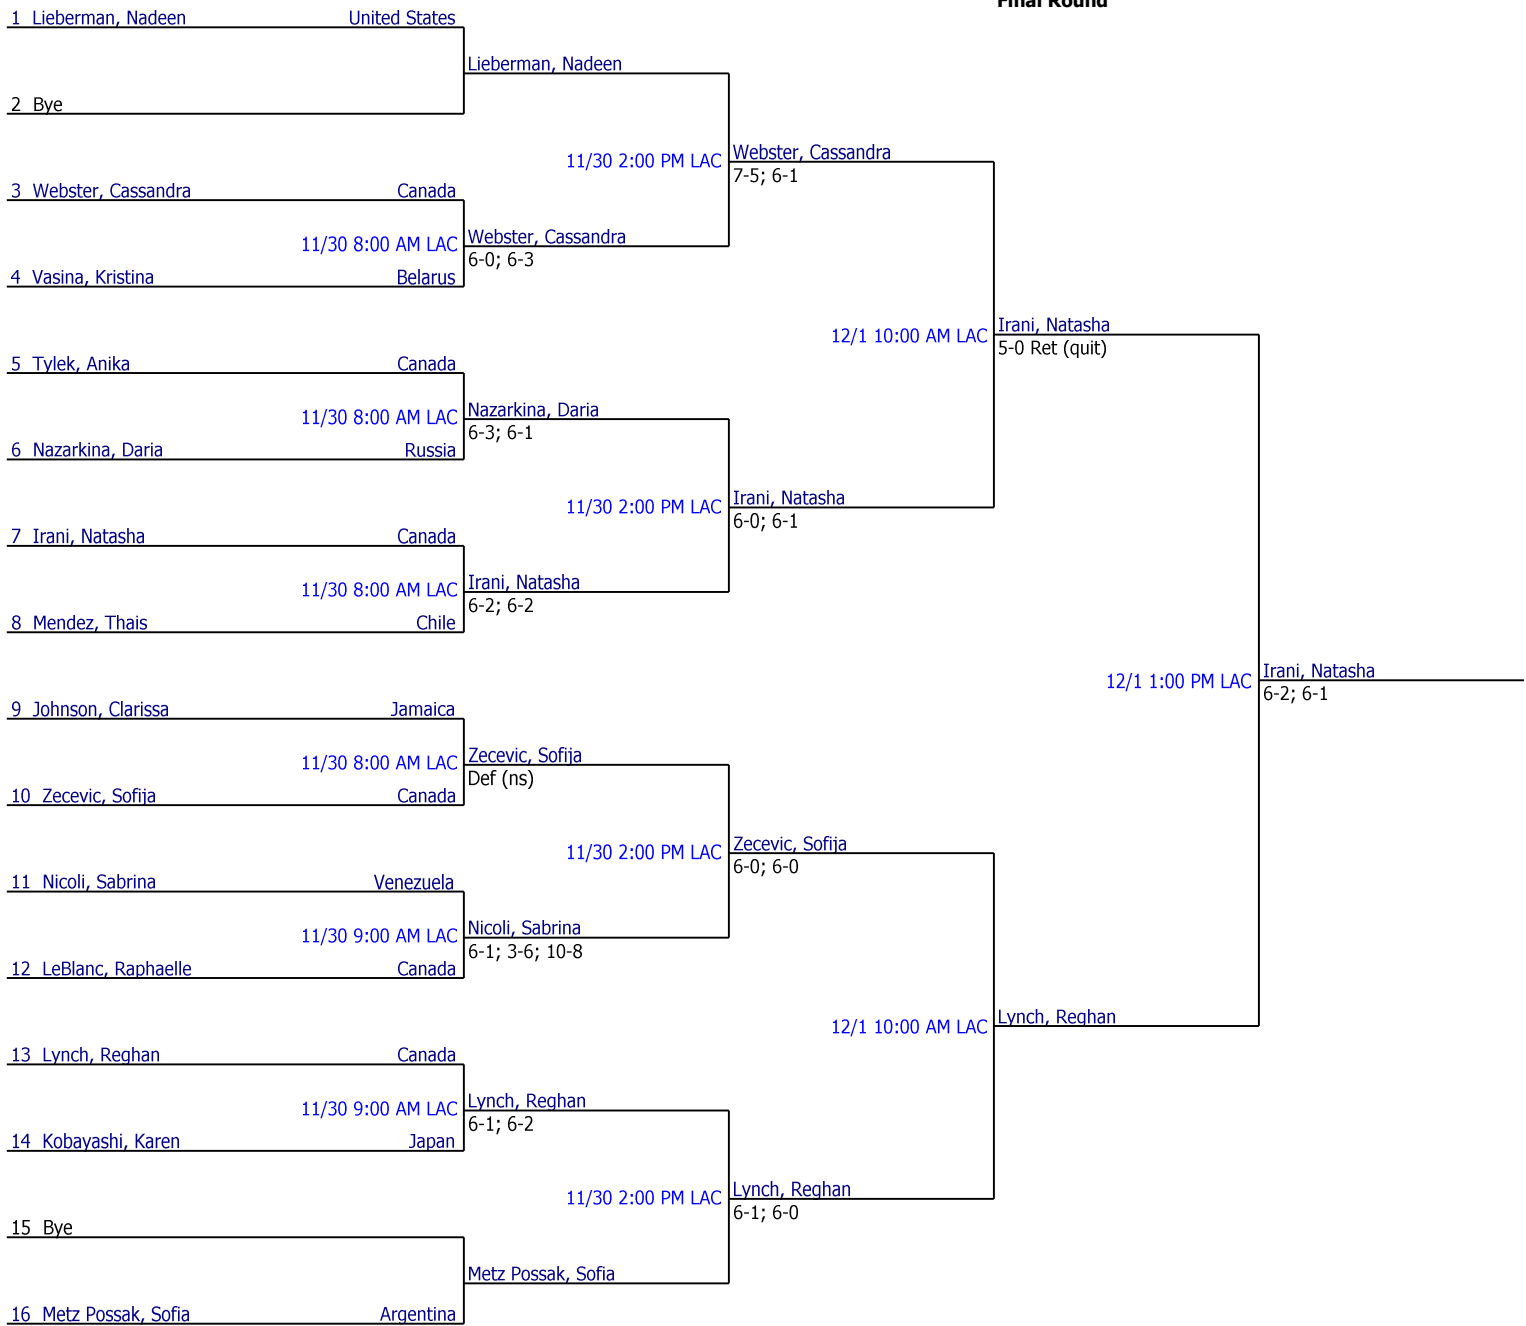 Final Round
1 Lieberman, Nadeen United States
Lieberman, Nadeen
2 Bye
11/30 2:00 PM LAC Webster, Cassandra
7-5; 6-1
3 Webster, Cassandra Canada
11/30 8:00 AM LAC Webster, Cassandra
6-0; 6-3
4 Vasina, Kristina Belarus
12/1 10:00 AM LAC Irani, Natasha
5-0 Ret (quit)
5 Tylek, Anika Canada
11/30 8:00 AM LAC Nazarkina, Daria
6-3; 6-1
6 Nazarkina, Daria Russia
11/30 2:00 PM LAC Irani, Natasha
6-0; 6-1
7 Irani, Natasha Canada
11/30 8:00 AM LAC Irani, Natasha
6-2; 6-2
8 Mendez, Thais Chile
12/1 1:00 PM LAC Irani, Natasha
6-2; 6-1
9 Johnson, Clarissa Jamaica
11/30 8:00 AM LAC Zecevic, Sofija
Def (ns)
10 Zecevic, Sofija Canada
11/30 2:00 PM LAC Zecevic, Sofija
6-0; 6-0
11 Nicoli, Sabrina Venezuela
11/30 9:00 AM LAC Nicoli, Sabrina
6-1; 3-6; 10-8
12 LeBlanc, Raphaelle Canada
12/1 10:00 AM LAC Lynch, Reghan
13 Lynch, Reghan Canada
11/30 9:00 AM LAC Lynch, Reghan
6-1; 6-2
14 Kobayashi, Karen Japan
11/30 2:00 PM LAC Lynch, Reghan
6-1; 6-0
15 Bye
Metz Possak, Sofia
16 Metz Possak, Sofia Argentina